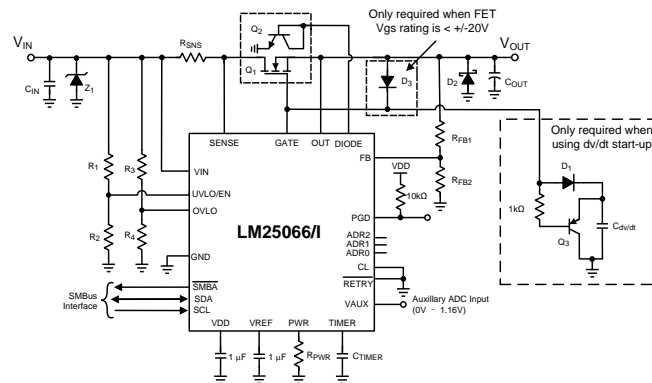 Only required when FET
Vgs rating is < +/-20V
Q2
VIN
RSNS
Q1
VOUT
CIN
Z1
D3
D2
COUT
SENSE
GATE
OUT
DIODE
VIN
FB
RFB1
RFB2
R1
R3
UVLO/EN
OVLO
R2
R4
VDD
10kΩ
PGD
LM25066/I
ADR2
ADR1
ADR0
GND
CL
RETRY
SMBA
SDA
SCL
SMBus
Interface
VAUX
Auxillary ADC Input
(0V - 1.16V)
VDD
VREF
PWR
TIMER
1 µF
1 µF
RPWR
CTIMER
Only required when
using dv/dt start-up
D1
1kΩ
Q3
Cdv/dt